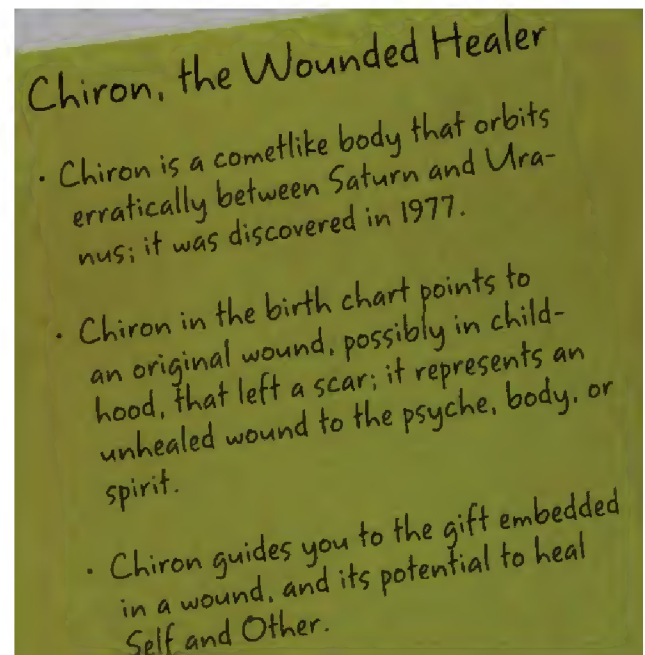 Chiron, the Wounded Healer
· Chiron is a cometlike body that orbits
erratically between Saturn and Ura-
nus; it was discovered in 1977.
· Chiron in the birth chart points to
an original wound, possibly in child-
hood, that left a scar; it represents an
unhealed wound to the psyche, body, or
spirit.
· Chiron guides you to the gift embedded
in a wound, and its potential to heal
Self and Other.